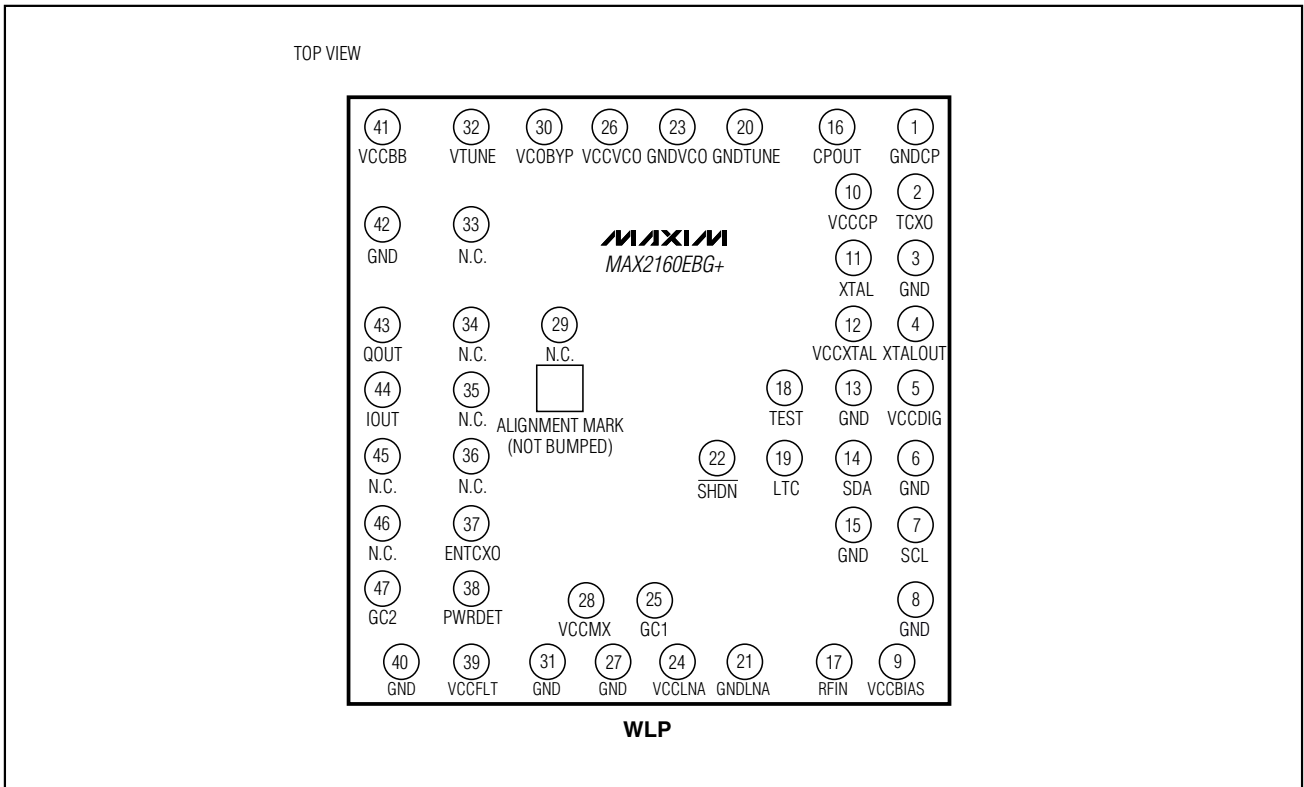 TOP VIEW
41 32 30 26 23 20 16 1
VCCBB VTUNE VCOBYP VCCVCO GNDVCO GNDTUNE CPOUT GNDCP
10 2
VCCCP TCXO
42 33
GND N.C.
MAXIM
MAX2160EBG+
11 3
XTAL GND
43 34 29 12 4
QOUT N.C. N.C. VCCXTAL XTALOUT
44 35 18 13 5
IOUT N.C. TEST GND VCCDIG
ALIGNMENT MARK
(NOT BUMPED)
45 36 22 19 14 6
N.C. N.C. SHDN LTC SDA GND
46 37 15 7
N.C. ENTCXO GND SCL
47 38 28 25 8
GC2 PWRDET VCCMX GC1 GND
40 39 31 27 24 21 17 9
GND VCCFLT GND GND VCCLNA GNDLNA RFIN VCCBIAS
WLP